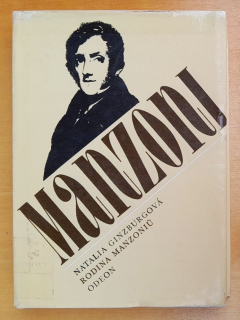 Manzoni
NATALIA GINZBURGOVÁ
RODINA MANZONIŮ
ODEON